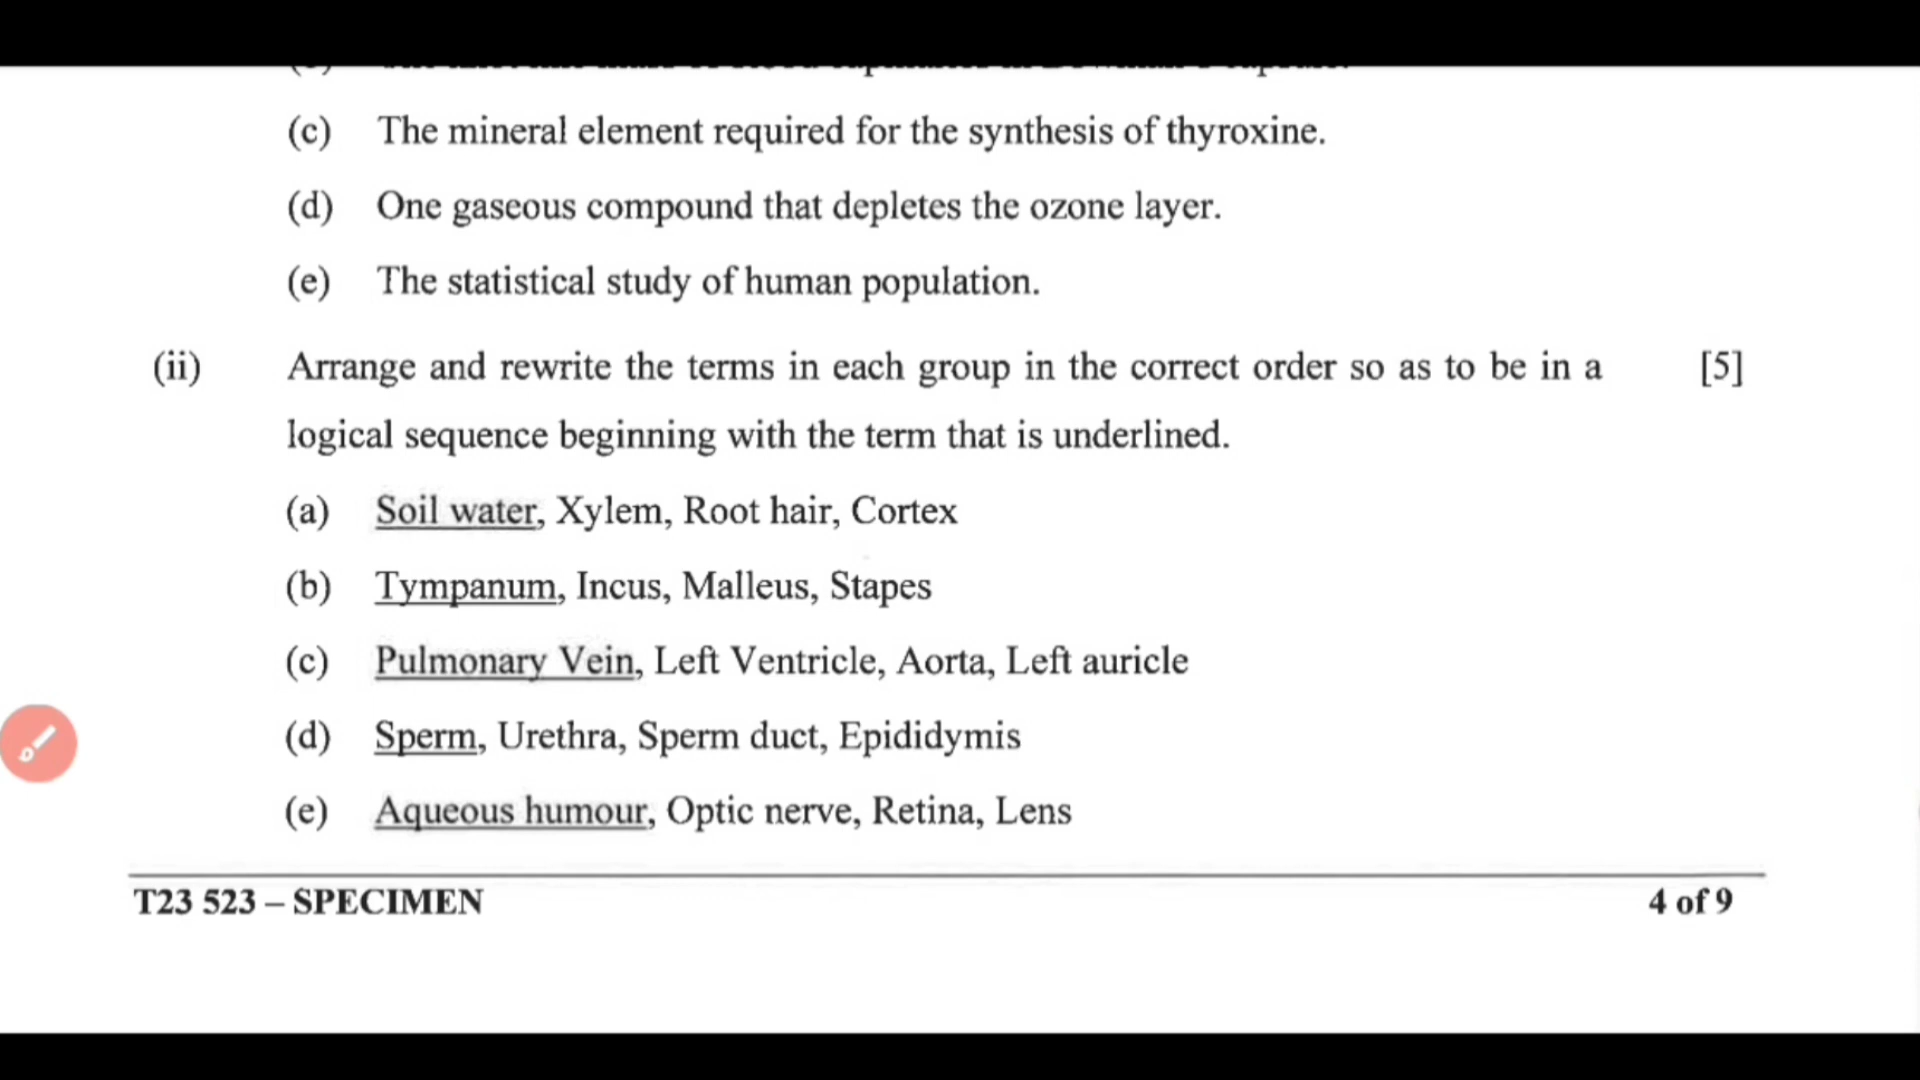 (c) The mineral element required for the synthesis of thyroxine.
(d) One gaseous compound that depletes the ozone layer.
(e) The statistical study of human population.
(ii) Arrange and rewrite the terms in each group in the correct order so as to be in a [5]
logical sequence beginning with the term that is underlined.
(a) Soil water, Xylem, Root hair, Cortex
(b) Tympanum, Incus, Malleus, Stapes
(c) Pulmonary Vein, Left Ventricle, Aorta, Left auricle
(d) Sperm, Urethra, Sperm duct, Epididymis
(e) Aqueous humour, Optic nerve, Retina, Lens
T23 523 – SPECIMEN 4 of 9